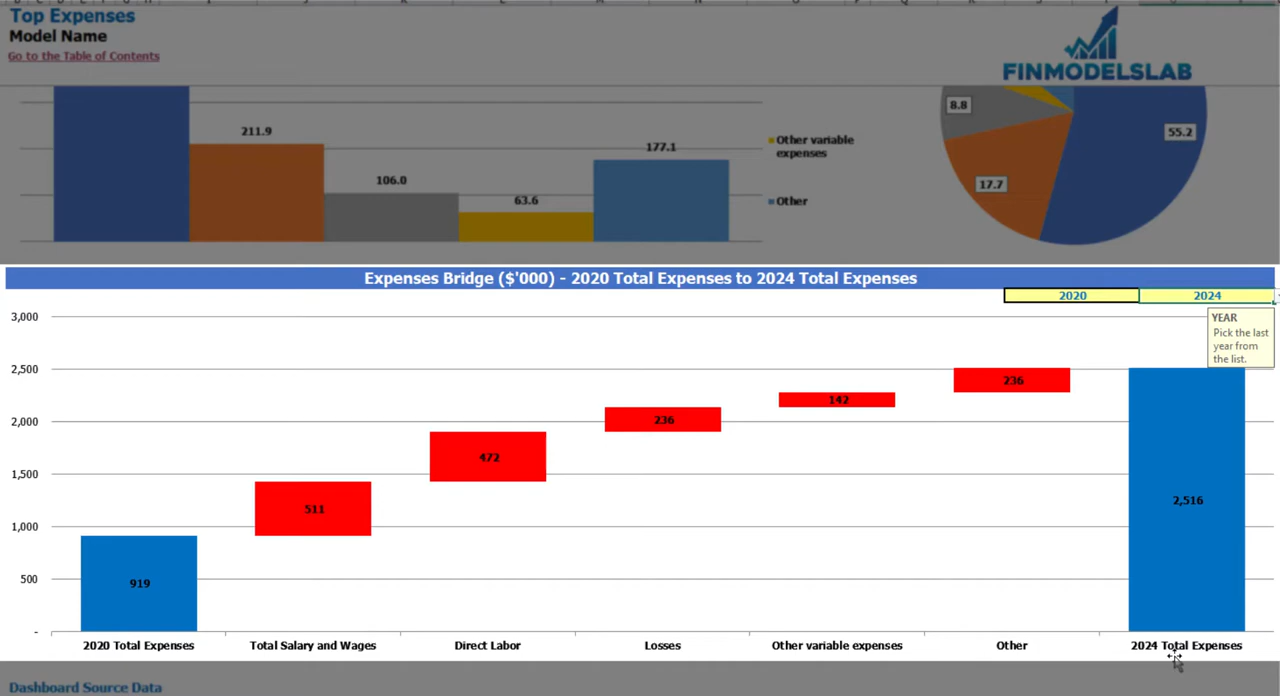 Top Expenses
Model Name
Go to the Table of Contents
FINMODELSLAB
211.9
106.0
63.6
177.1
Other variable
expenses
Other
8.8
17.7
55.2
Expenses Bridge ($'000) - 2020 Total Expenses to 2024 Total Expenses
2020
2024
YEAR
Pick the last
year from
the list.
3,000
2,500
2,000
1,500
1,000
500
-
919
511
472
236
142
236
2,516
2020 Total Expenses
Total Salary and Wages
Direct Labor
Losses
Other variable expenses
Other
2024 Total Expenses
Dashboard Source Data